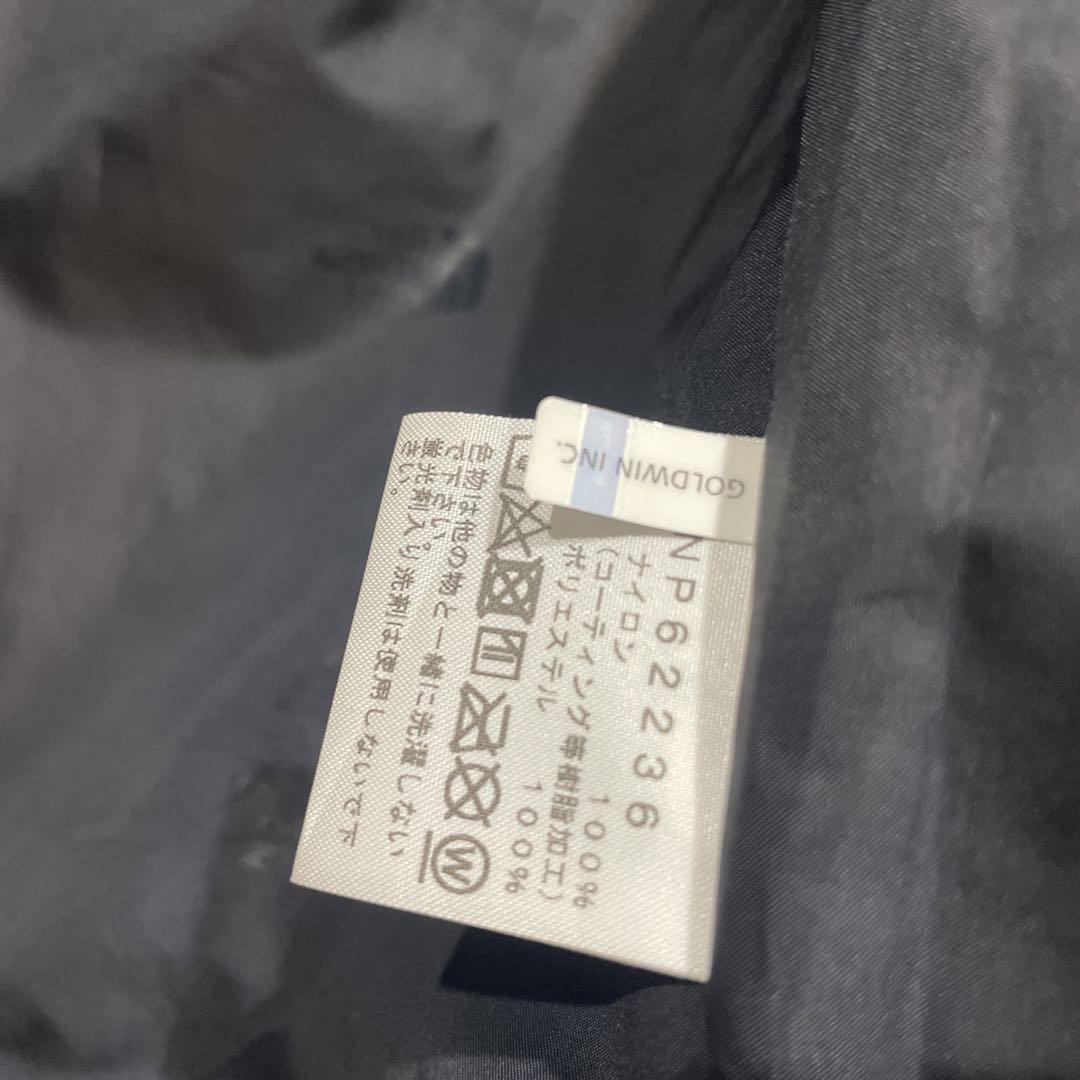 GOLDWIN INC.
NP62236
ナイロン 100%
(コーティング等樹脂加工)
ポリエステル 100%
W
色物は他の物と一緒に洗濯しない
で下さい。
蛍光剤入り洗剤は使用しないで下
さい。